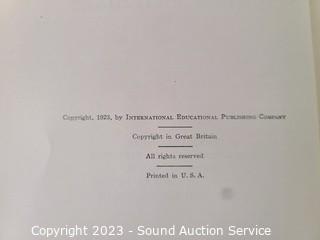 Copyright, 1923, by INTERNATIONAL EDUCATIONAL PUBLISHING COMPANY
Copyright in Great Britain
All rights reserved
Printed in U. S. A.
Copyright 2023 - Sound Auction Service